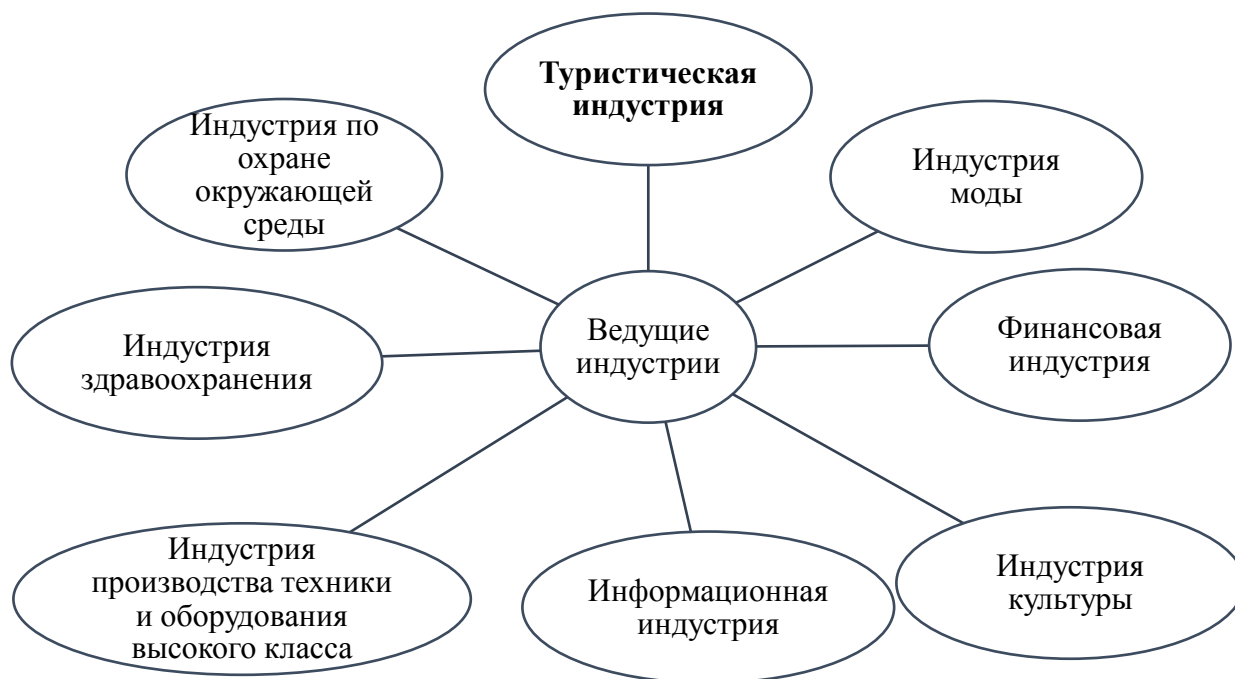 Туристическая
индустрия
Индустрия по
охране
окружающей
среды
Индустрия
моды
Ведущие
индустрии
Финансовая
индустрия
Индустрия
здравоохранения
Индустрия
производства техники
и оборудования
высокого класса
Информационная
индустрия
Индустрия
культуры